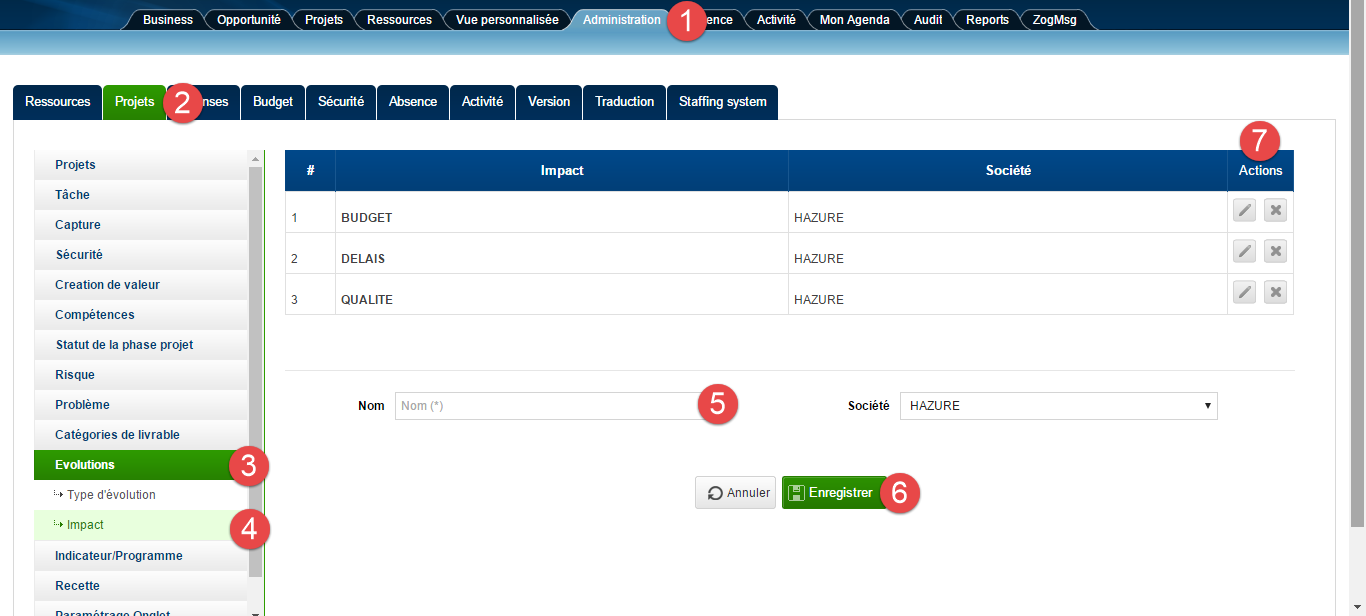 Business Opportunité Projets Ressources Vue personnalisée Administration 1 ence Activité Mon Agenda Audit Reports ZogMsg
Ressources Projets 2 nses Budget Sécurité Absence Activité Version Traduction Staffing system
Projets
Tâche
Capture
Sécurité
Creation de valeur
Compétences
Statut de la phase projet
Risque
Problème
Catégories de livrable
Evolutions 3
Type d'évolution
Impact 4
Indicateur/Programme
Recette
Paramétrage Onglet
7
# Impact Société Actions
1 BUDGET HAZURE
2 DELAIS HAZURE
3 QUALITE HAZURE
Nom Nom (*) 5 Société HAZURE
Annuler Enregistrer 6